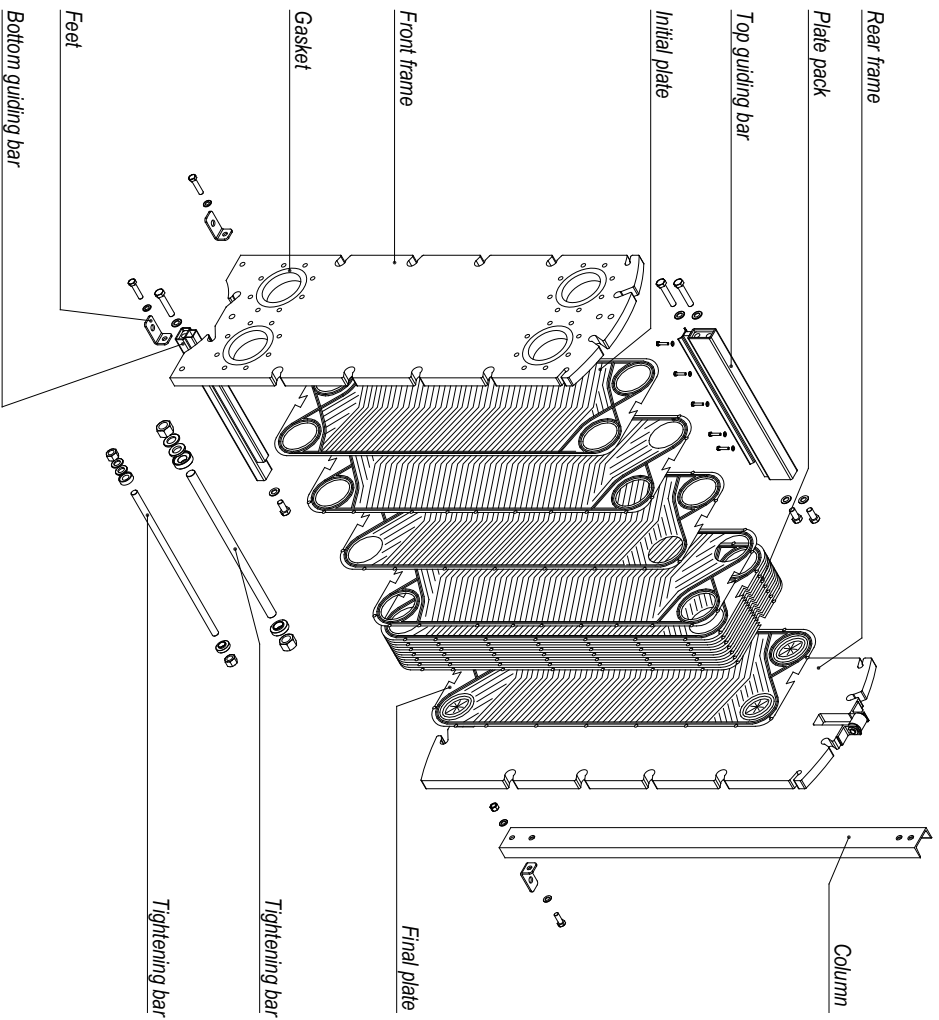 Rear frame
Plate pack
Top guiding bar
Initial plate
Front frame
Gasket
Feet
Bottom guiding bar
Column
Final plate
Tightening bar
Tightening bar